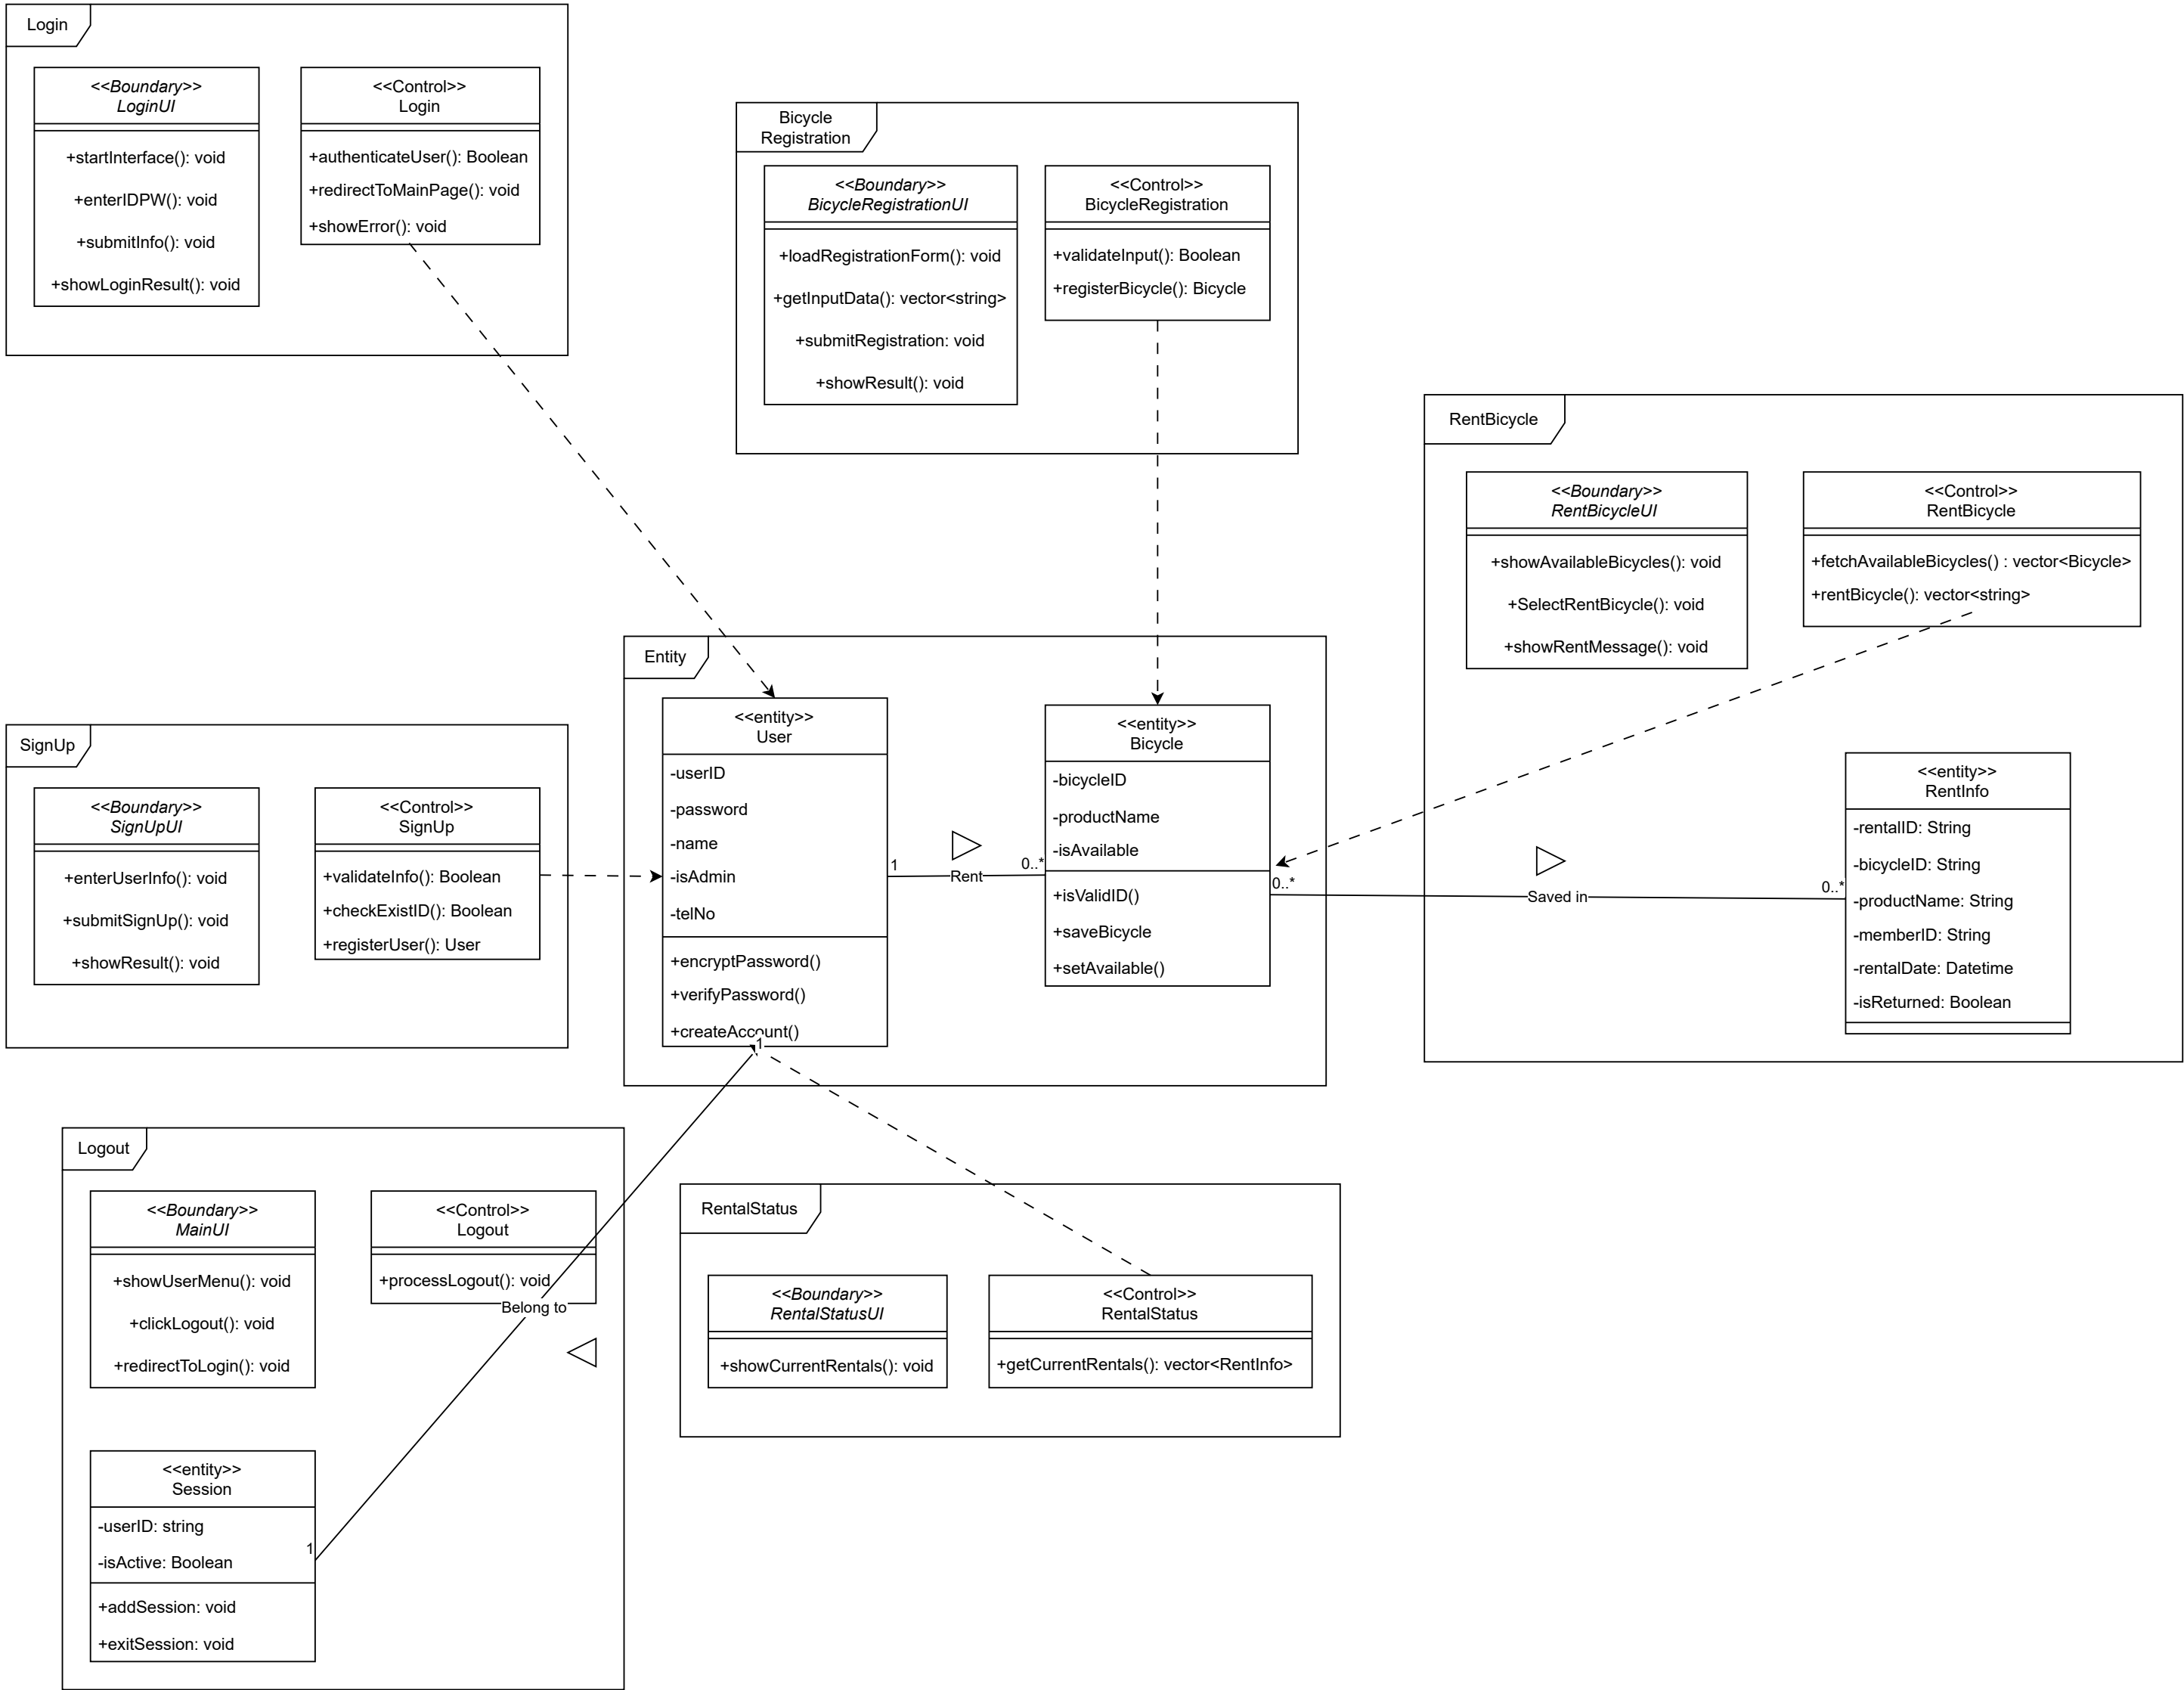 Login
<<Boundary>>
LoginUI
+startInterface(): void
+enterIDPW(): void
+submitInfo(): void
+showLoginResult(): void
<<Control>>
Login
+authenticateUser(): Boolean
+redirectToMainPage(): void
+showError(): void
Bicycle
Registration
<<Boundary>>
BicycleRegistrationUI
+loadRegistrationForm(): void
+getInputData(): vector<string>
+submitRegistration: void
+showResult(): void
<<Control>>
BicycleRegistration
+validateInput(): Boolean
+registerBicycle(): Bicycle
RentBicycle
<<Boundary>>
RentBicycleUI
+showAvailableBicycles(): void
+SelectRentBicycle(): void
+showRentMessage(): void
<<Control>>
RentBicycle
+fetchAvailableBicycles() : vector<Bicycle>
+rentBicycle(): vector<string>
<<entity>>
RentInfo
-rentalID: String
-bicycleID: String
-productName: String
-memberID: String
-rentalDate: Datetime
-isReturned: Boolean
Entity
<<entity>>
User
-userID
-password
-name
-isAdmin
-telNo
+encryptPassword()
+verifyPassword()
+createAccount()
1
1
Rent
0..*
<<entity>>
Bicycle
-bicycleID
-productName
-isAvailable
+isValidID()
+saveBicycle
+setAvailable()
0..*
Saved in
0..*
SignUp
<<Boundary>>
SignUpUI
+enterUserInfo(): void
+submitSignUp(): void
+showResult(): void
<<Control>>
SignUp
+validateInfo(): Boolean
+checkExistID(): Boolean
+registerUser(): User
Logout
<<Boundary>>
MainUI
+showUserMenu(): void
+clickLogout(): void
+redirectToLogin(): void
<<Control>>
Logout
+processLogout(): void
Belong to
<<entity>>
Session
-userID: string
-isActive: Boolean
+addSession: void
+exitSession: void
1
RentalStatus
<<Boundary>>
RentalStatusUI
+showCurrentRentals(): void
<<Control>>
RentalStatus
+getCurrentRentals(): vector<RentInfo>